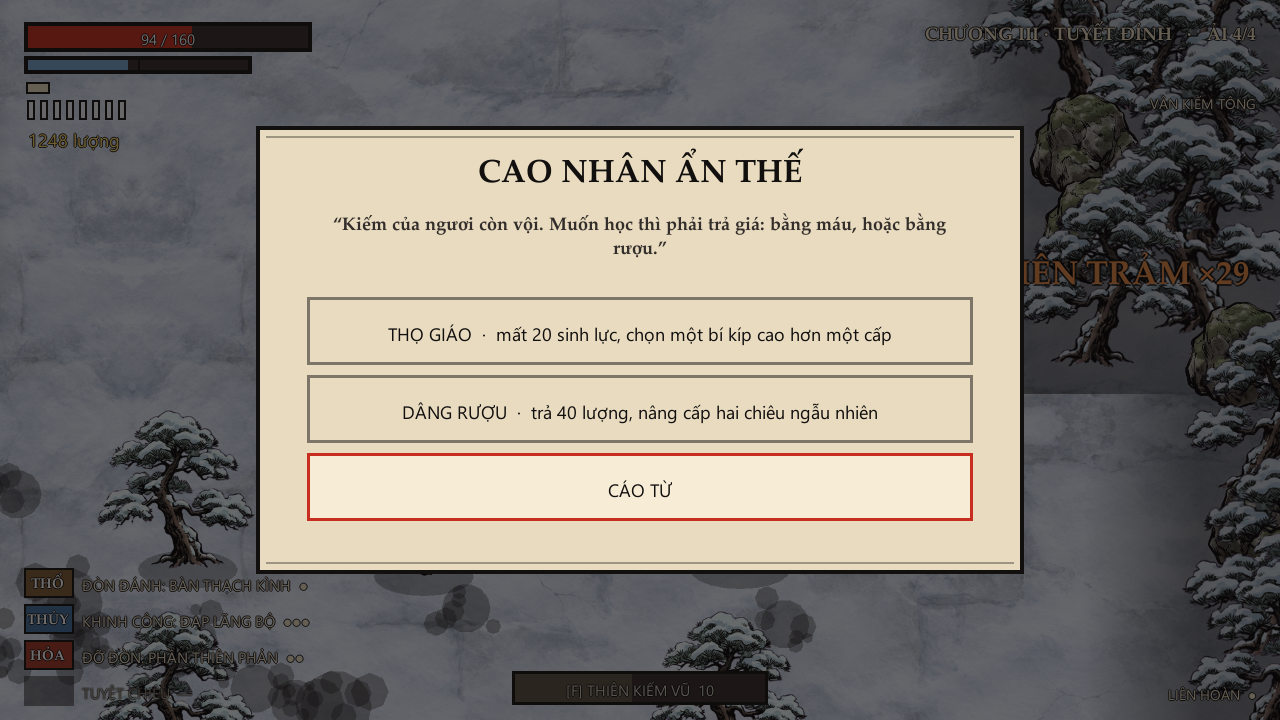 94 / 160
CHƯƠNG III · TUYẾT ĐỈNH · ẢI 4/4
VẠN KIẾM TÔNG
1248 lượng
CAO NHÂN ẨN THẾ
“Kiếm của ngươi còn vội. Muốn học thì phải trả giá: bằng máu, hoặc bằng
rượu.”
TRẢM ×29
THỌ GIÁO · mất 20 sinh lực, chọn một bí kíp cao hơn một cấp
DÂNG RƯỢU · trả 40 lượng, nâng cấp hai chiêu ngẫu nhiên
CÁO TỪ
THỔ ĐÒN ĐÁNH: BÀN THẠCH KÌNH
THỦY KHINH CÔNG: ĐẠP LÃNG BỘ
HỎA ĐỠ ĐÒN: PHẦN THIÊN PHẢN
TUYỆT
[F] THIÊN KIẾM VŨ 10
LIÊN HOÀN